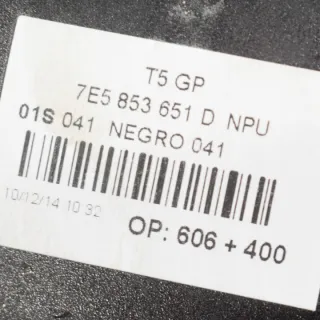 T5 GP
7E5 853 651 D NPU
01S 041 NEGRO 041
10/12/14 10 32
OP: 606 + 400